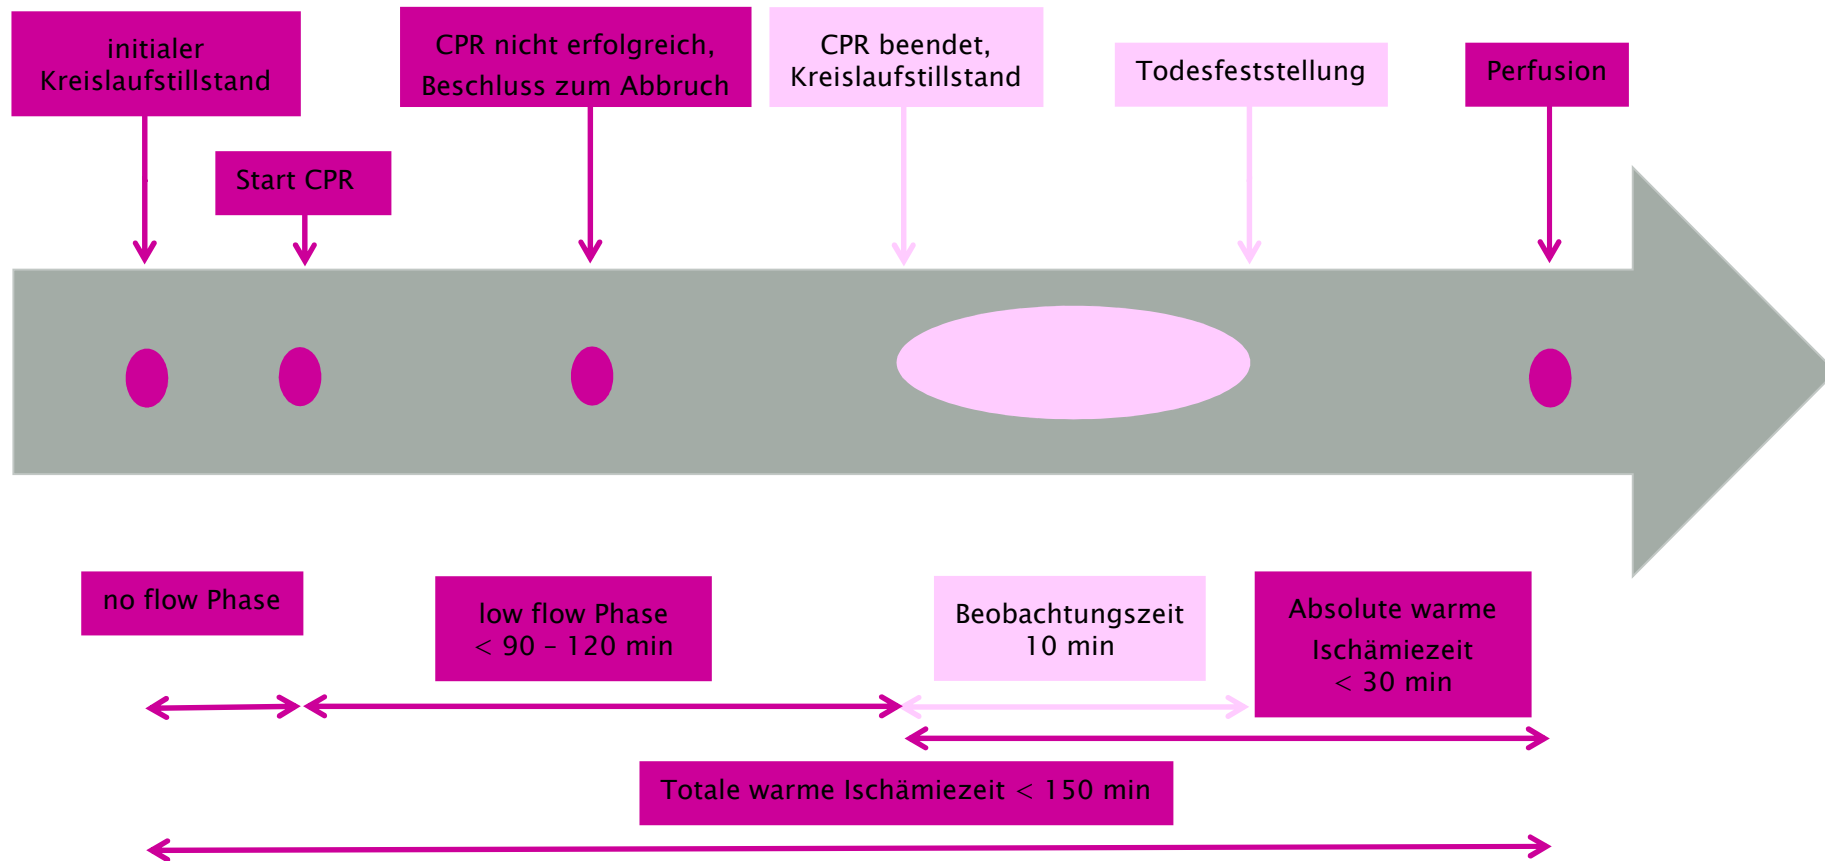 initialer
Kreislaufstillstand
Start CPR
CPR nicht erfolgreich,
Beschluss zum Abbruch
CPR beendet,
Kreislaufstillstand
Todesfeststellung
Perfusion
no flow Phase
low flow Phase
< 90 – 120 min
Beobachtungszeit
10 min
Absolute warme
Ischämiezeit
< 30 min
Totale warme Ischämiezeit < 150 min